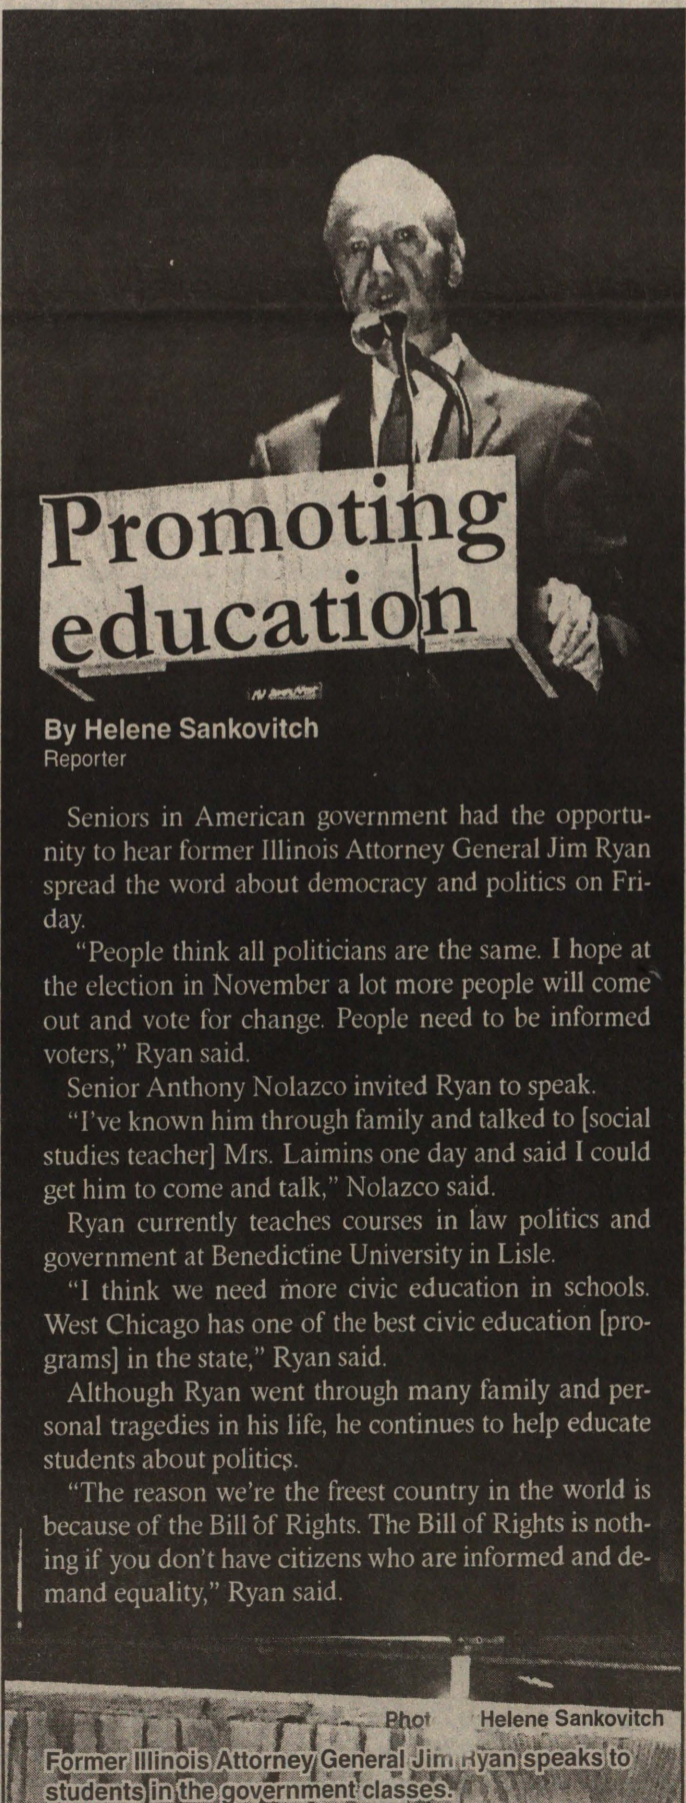 Promoting
education
By Helene Sankovitch
Reporter
Seniors in American government had the opportu-
nity to hear former Illinois Attorney General Jim Ryan
spread the word about democracy and politics on Fri-
day.
“People think all politicians are the same. I hope at
the election in November a lot more people will come
out and vote for change. People need to be informed
voters,” Ryan said.
Senior Anthony Nolazco invited Ryan to speak.
“I’ve known him through family and talked to [social
studies teacher] Mrs. Laimins one day and said I could
get him to come and talk,” Nolazco said.
Ryan currently teaches courses in law politics and
government at Benedictine University in Lisle.
“I think we need more civic education in schools.
West Chicago has one of the best civic education [pro-
grams] in the state,” Ryan said.
Although Ryan went through many family and per-
sonal tragedies in his life, he continues to help educate
students about politics.
“The reason we’re the freest country in the world is
because of the Bill of Rights. The Bill of Rights is noth-
ing if you don’t have citizens who are informed and de-
mand equality,” Ryan said.
Phot Helene Sankovitch
Former Illinois Attorney General Jim Ryan speaks to
students in the government classes.